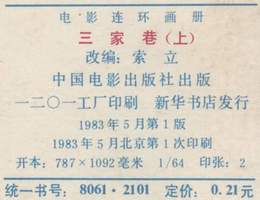 电·影连环画册
三家巷(上)
改编：索立
中国电影出版社出版
一二〇一工厂印刷 新华书店发行
1983年5月第1版
1983年5月北京第1次印刷
开本：787×1092毫米 1/64 印张：2
统一书号：8061·2101 定价：0.21元